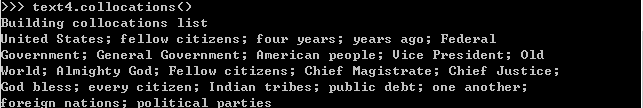 >>> text4.collocations()
Building collocations list
United States; fellow citizens; four years; years ago; Federal
Government; General Government; American people; Vice President; Old
World; Almighty God; Fellow citizens; Chief Magistrate; Chief Justice;
God bless; every citizen; Indian tribes; public debt; one another;
foreign nations; political parties